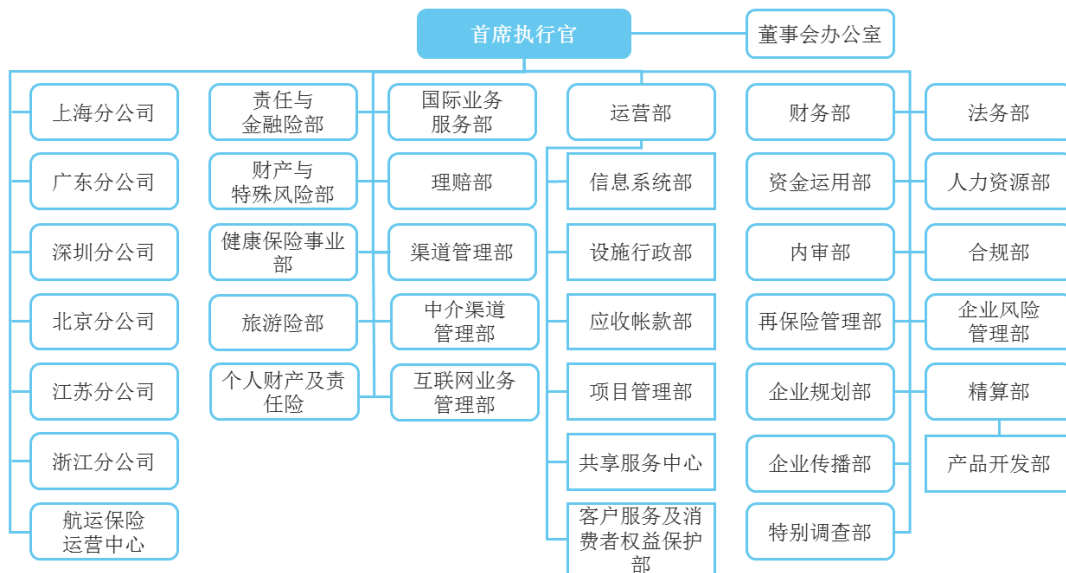 首席执行官
董事会办公室
上海分公司
责任与
金融险部
国际业务
服务部
运营部
财务部
法务部
广东分公司
财产与
特殊风险部
理赔部
信息系统部
资金运用部
人力资源部
深圳分公司
健康保险事业
部
渠道管理部
设施行政部
内审部
合规部
北京分公司
旅游险部
中介渠道
管理部
应收帐款部
再保险管理部
企业风险
管理部
江苏分公司
个人财产及责
任险
互联网业务
管理部
项目管理部
企业规划部
精算部
浙江分公司
共享服务中心
企业传播部
产品开发部
航运保险
运营中心
客户服务及消
费者权益保护
部
特别调查部